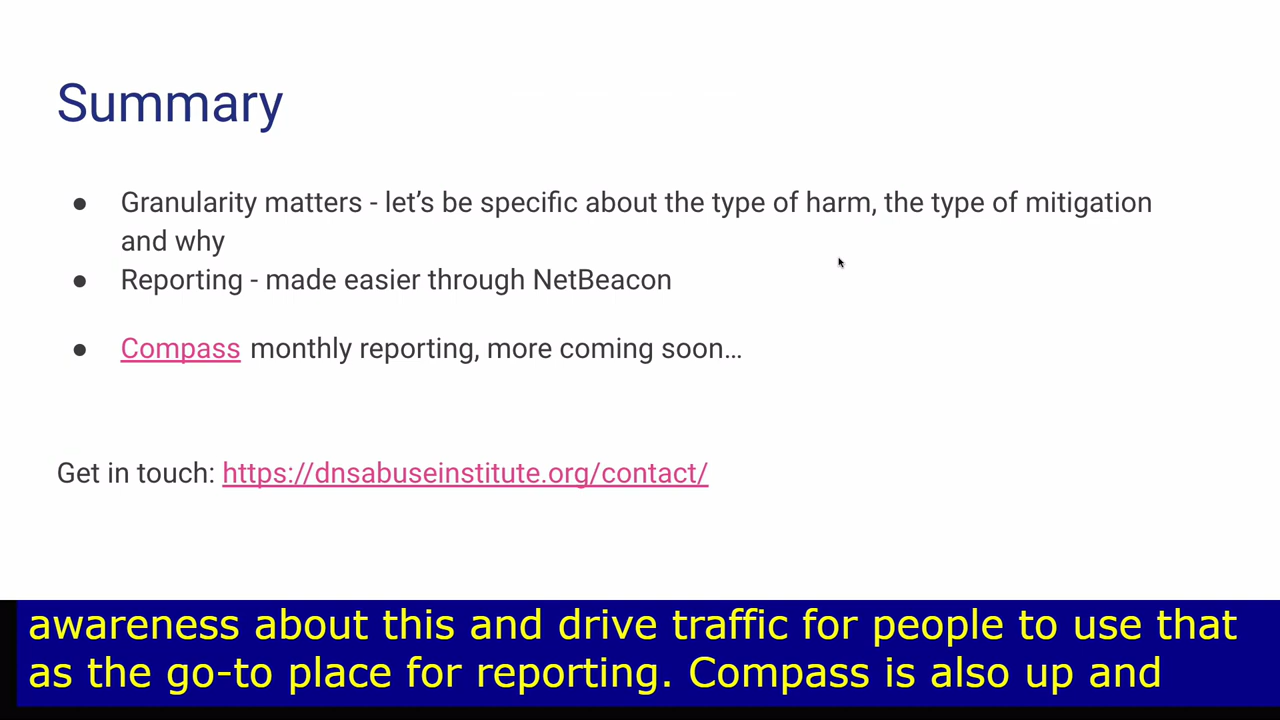 Summary
● Granularity matters - let’s be specific about the type of harm, the type of mitigation
and why
● Reporting - made easier through NetBeacon
● Compass monthly reporting, more coming soon…
Get in touch: https://dnsabuseinstitute.org/contact/
awareness about this and drive traffic for people to use that
as the go-to place for reporting. Compass is also up and